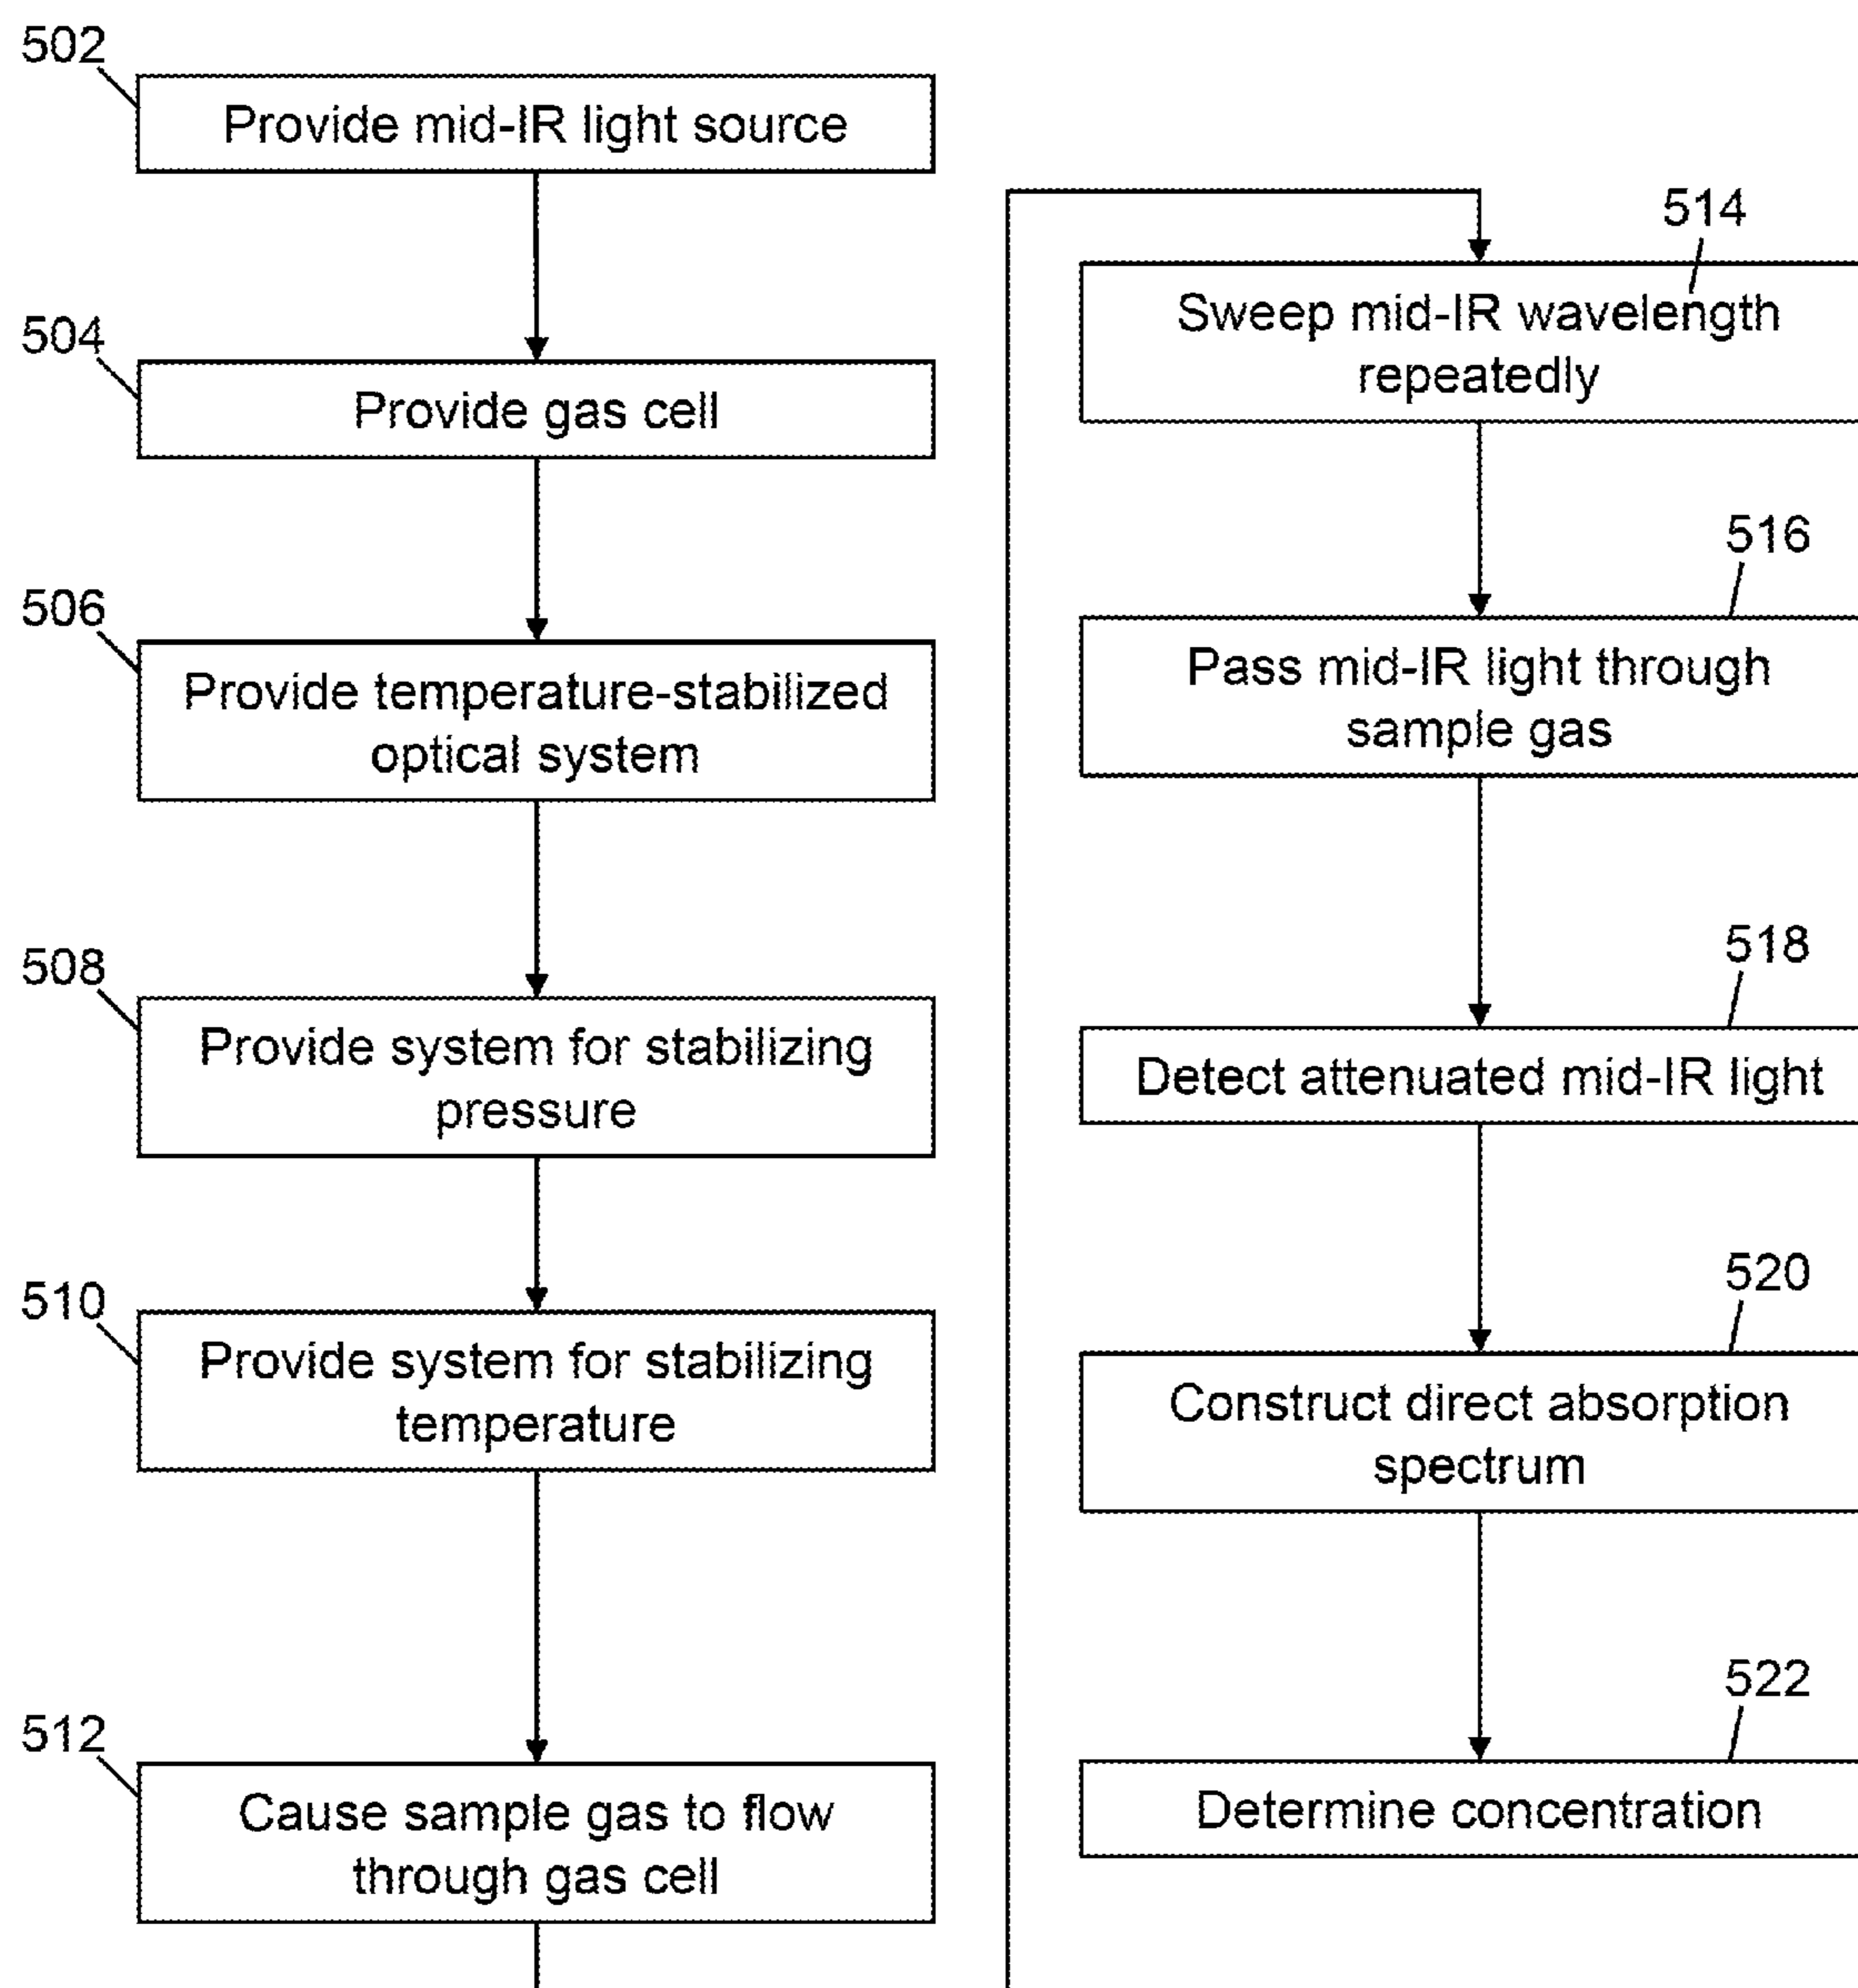 502
Provide mid-IR light source
504
Provide gas cell
506
Provide temperature-stabilized
optical system
508
Provide system for stabilizing
pressure
510
Provide system for stabilizing
temperature
512
Cause sample gas to flow
through gas cell
514
Sweep mid-IR wavelength
repeatedly
516
Pass mid-IR light through
sample gas
518
Detect attenuated mid-IR light
520
Construct direct absorption
spectrum
522
Determine concentration